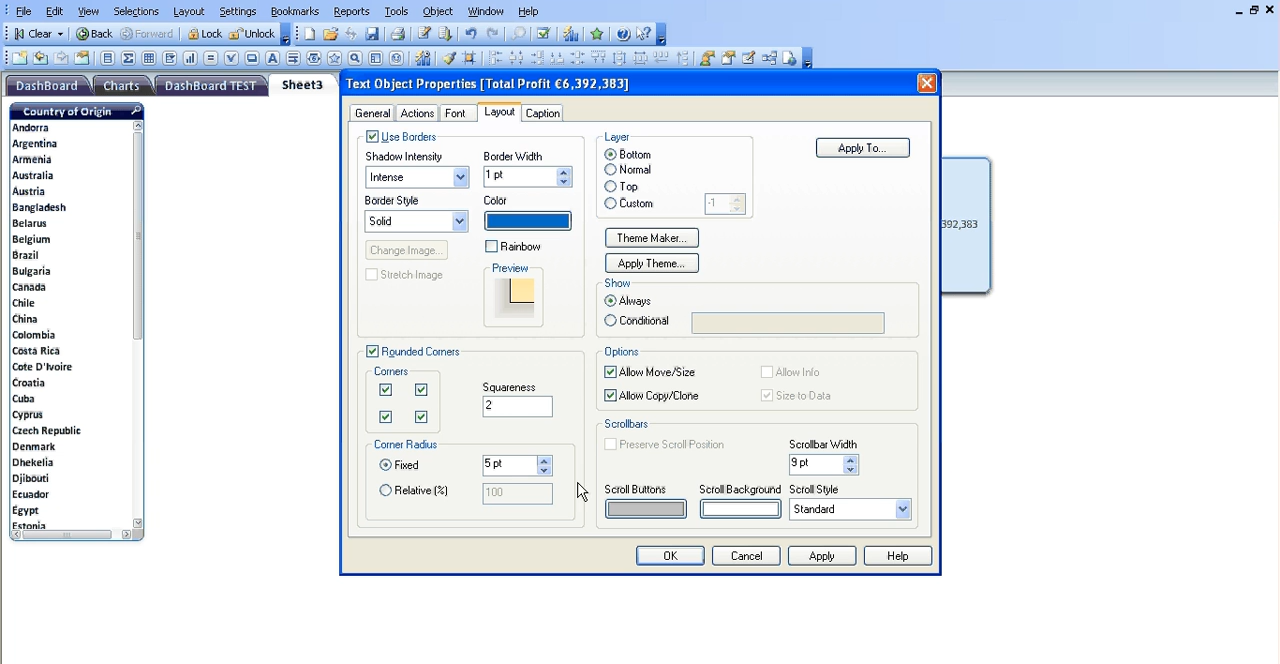 File Edit View Selections Layout Settings Bookmarks Reports Tools Object Window Help
Clear Back Forward Lock Unlock
DashBoard Charts DashBoard TEST Sheet3
Country of Origin
Andorra
Argentina
Armenia
Australia
Austria
Bangladesh
Belarus
Belgium
Brazil
Bulgaria
Canada
Chile
China
Colombia
Costa Rica
Cote D'Ivoire
Croatia
Cuba
Cyprus
Czech Republic
Denmark
Dhekelia
Djibouti
Ecuador
Egypt
Estonia
Text Object Properties [Total Profit €6,392,383]
General Actions Font Layout Caption
Use Borders
Shadow Intensity Border Width
Intense 1 pt
Border Style Color
Solid
Change Image... Rainbow
Stretch Image Preview
Rounded Corners
Corners
Squareness
2
Corner Radius
Fixed 5 pt
Relative (%) 100
Layer
Bottom
Normal
Top
Custom -1
Apply To...
Theme Maker...
Apply Theme...
Show
Always
Conditional
Options
Allow Move/Size Allow Info
Allow Copy/Clone Size to Data
Scrollbars
Preserve Scroll Position Scrollbar Width
9 pt
Scroll Buttons Scroll Background Scroll Style
Standard
OK Cancel Apply Help
392,383